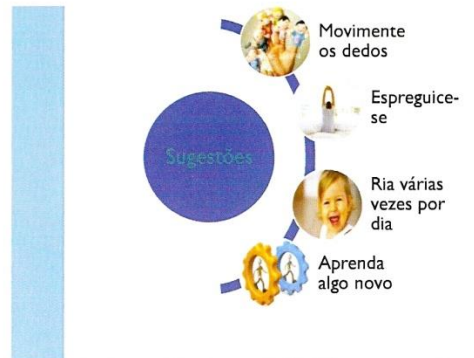 Movimente
os dedos
Espreguice-
se
Sugestões
Ria várias
vezes por
dia
Aprenda
algo novo